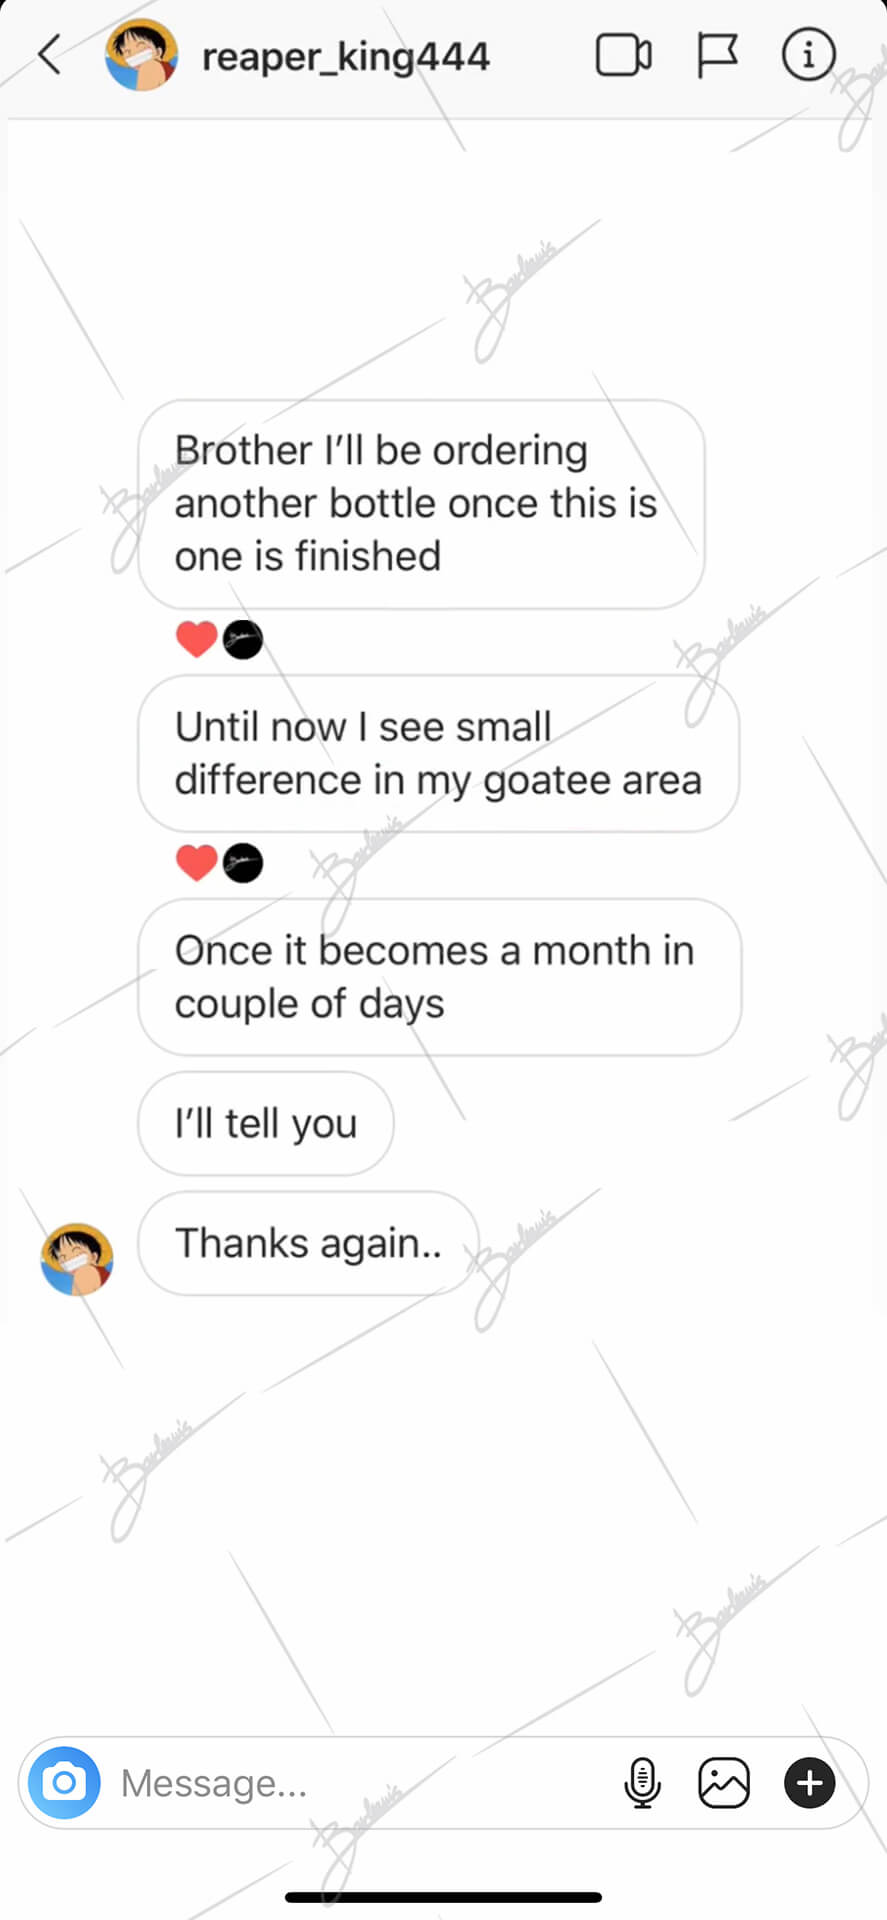 reaper_king444
Brother I'll be ordering
another bottle once this is
one is finished
Until now I see small
difference in my goatee area
Once it becomes a month in
couple of days
I'll tell you
Thanks again..
Message...